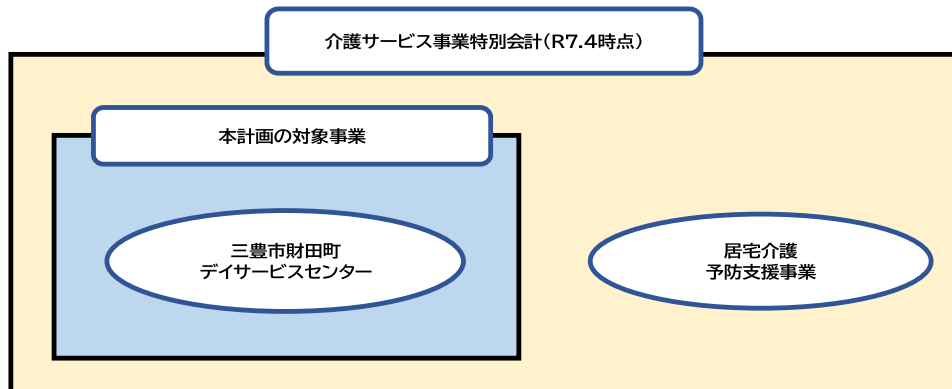 介護サービス事業特別会計(R7.4時点)
本計画の対象事業
三豊市財田町
デイサービスセンター
居宅介護
予防支援事業